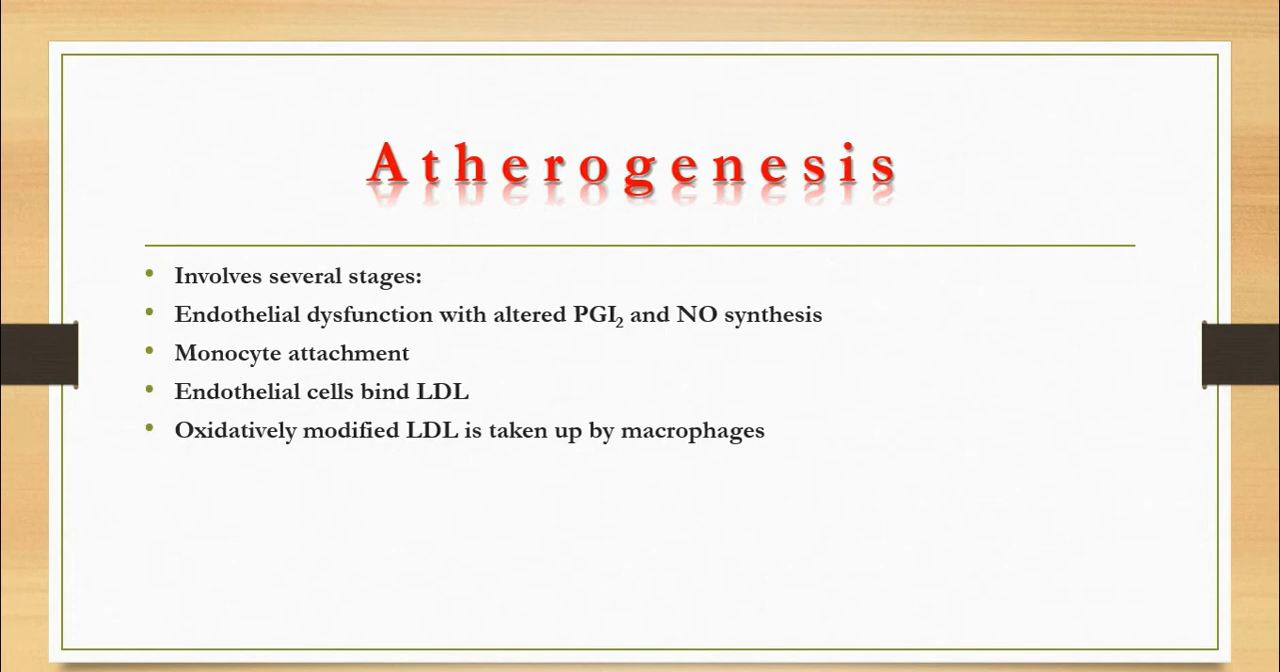 Atherogenesis
• Involves several stages:
• Endothelial dysfunction with altered PGI₂ and NO synthesis
• Monocyte attachment
• Endothelial cells bind LDL
• Oxidatively modified LDL is taken up by macrophages